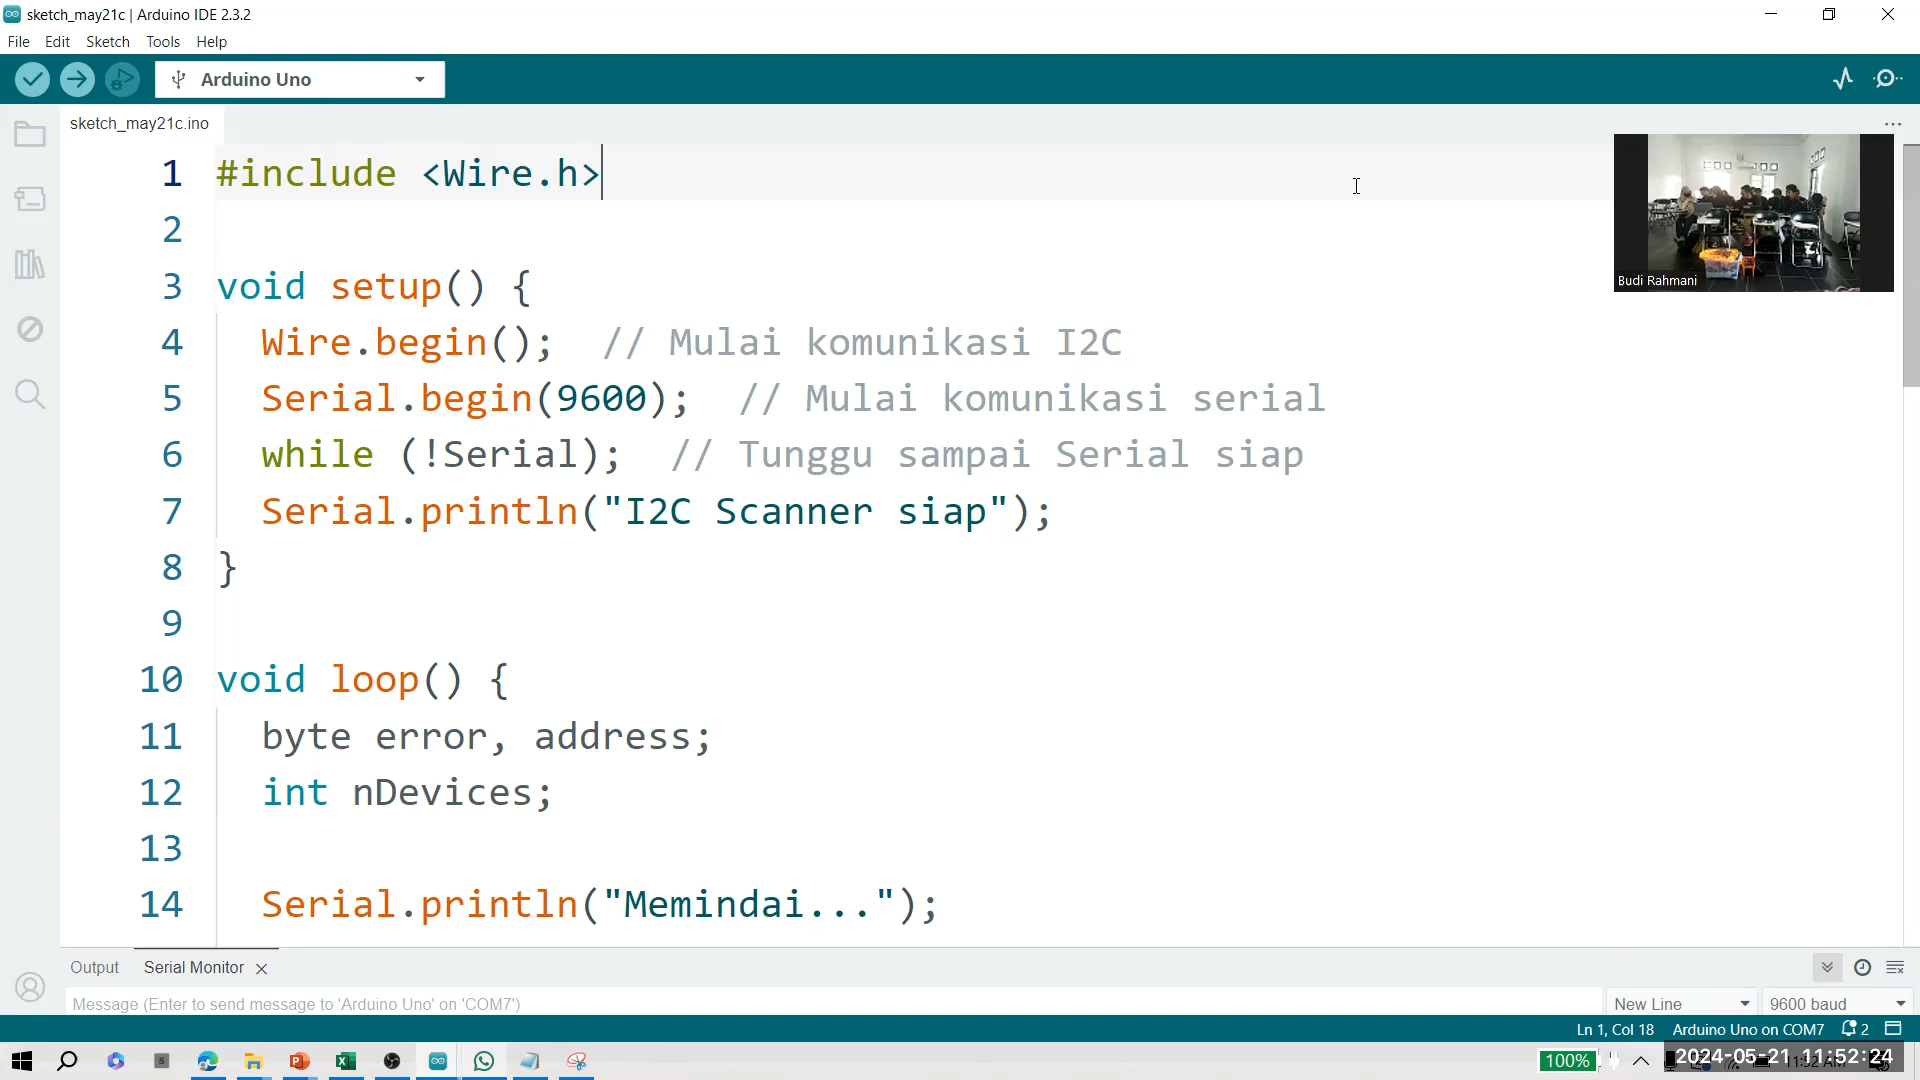 sketch_may21c | Arduino IDE 2.3.2
File Edit Sketch Tools Help
Arduino Uno
sketch_may21c.ino
1 #include <Wire.h>
2
3 void setup() {
4 Wire.begin(); // Mulai komunikasi I2C
5 Serial.begin(9600); // Mulai komunikasi serial
6 while (!Serial); // Tunggu sampai Serial siap
7 Serial.println("I2C Scanner siap");
8 }
9
10 void loop() {
11 byte error, address;
12 int nDevices;
13
14 Serial.println("Memindai...");
Budi Rahmani
Output Serial Monitor
Message (Enter to send message to 'Arduino Uno' on 'COM7')
New Line 9600 baud
Ln 1, Col 18 Arduino Uno on COM7 2
100% 2024-05-21 11:52:24